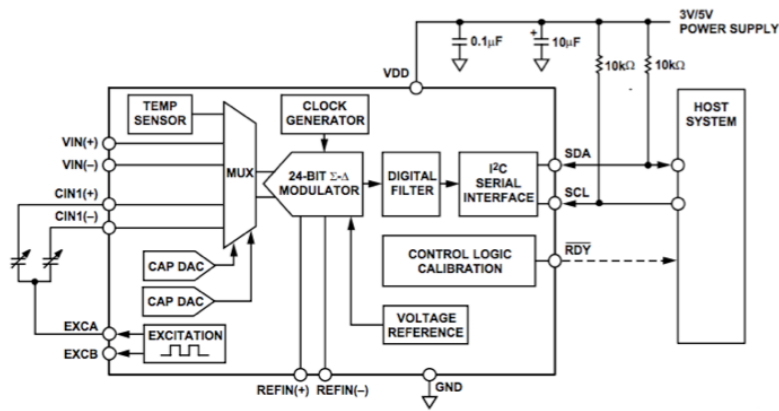 3V/5V
POWER SUPPLY
0.1μF
+
10μF
10kΩ
10kΩ
VDD
TEMP
SENSOR
CLOCK
GENERATOR
HOST
SYSTEM
VIN(+)
VIN(–)
MUX
24-BIT Σ-Δ
MODULATOR
DIGITAL
FILTER
I²C
SERIAL
INTERFACE
SDA
SCL
CIN1(+)
CIN1(–)
CAP DAC
CAP DAC
CONTROL LOGIC
CALIBRATION
RDY
VOLTAGE
REFERENCE
EXCA
EXCB
EXCITATION
REFIN(+)
REFIN(–)
GND